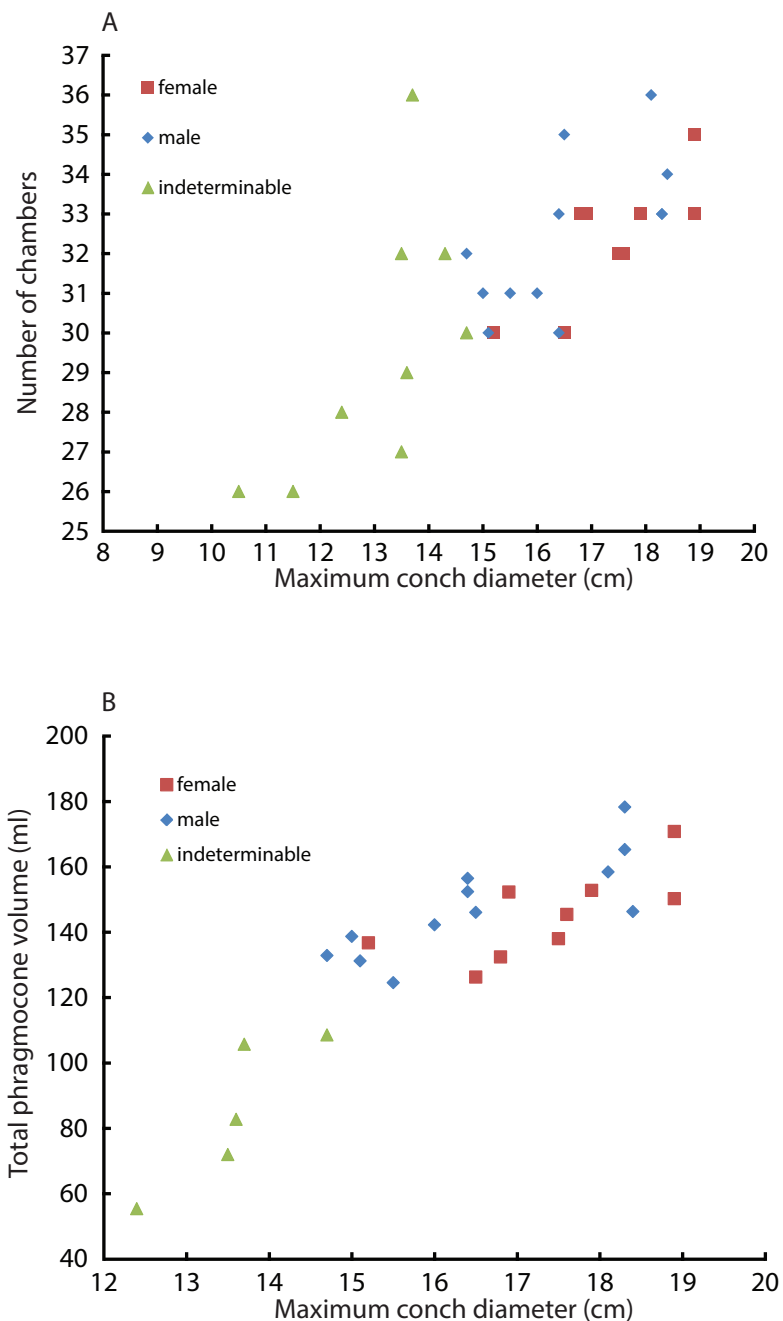 A
37
36
35
34
33
32
31
30
29
28
27
26
25
Number of chambers
female
male
indeterminable
8 9 10 11 12 13 14 15 16 17 18 19 20
Maximum conch diameter (cm)
B
200
180
160
140
120
100
80
60
40
Total phragmocone volume (ml)
female
male
indeterminable
12 13 14 15 16 17 18 19 20
Maximum conch diameter (cm)